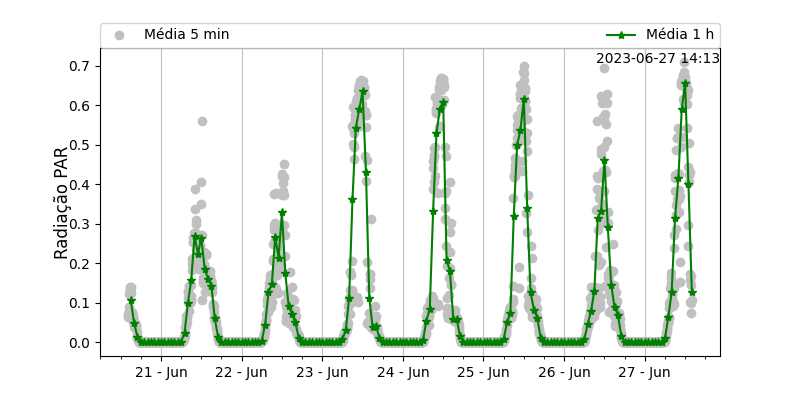 Média 5 min
Média 1 h
2023-06-27 14:13
Radiação PAR
0.7
0.6
0.5
0.4
0.3
0.2
0.1
0.0
21 - Jun
22 - Jun
23 - Jun
24 - Jun
25 - Jun
26 - Jun
27 - Jun